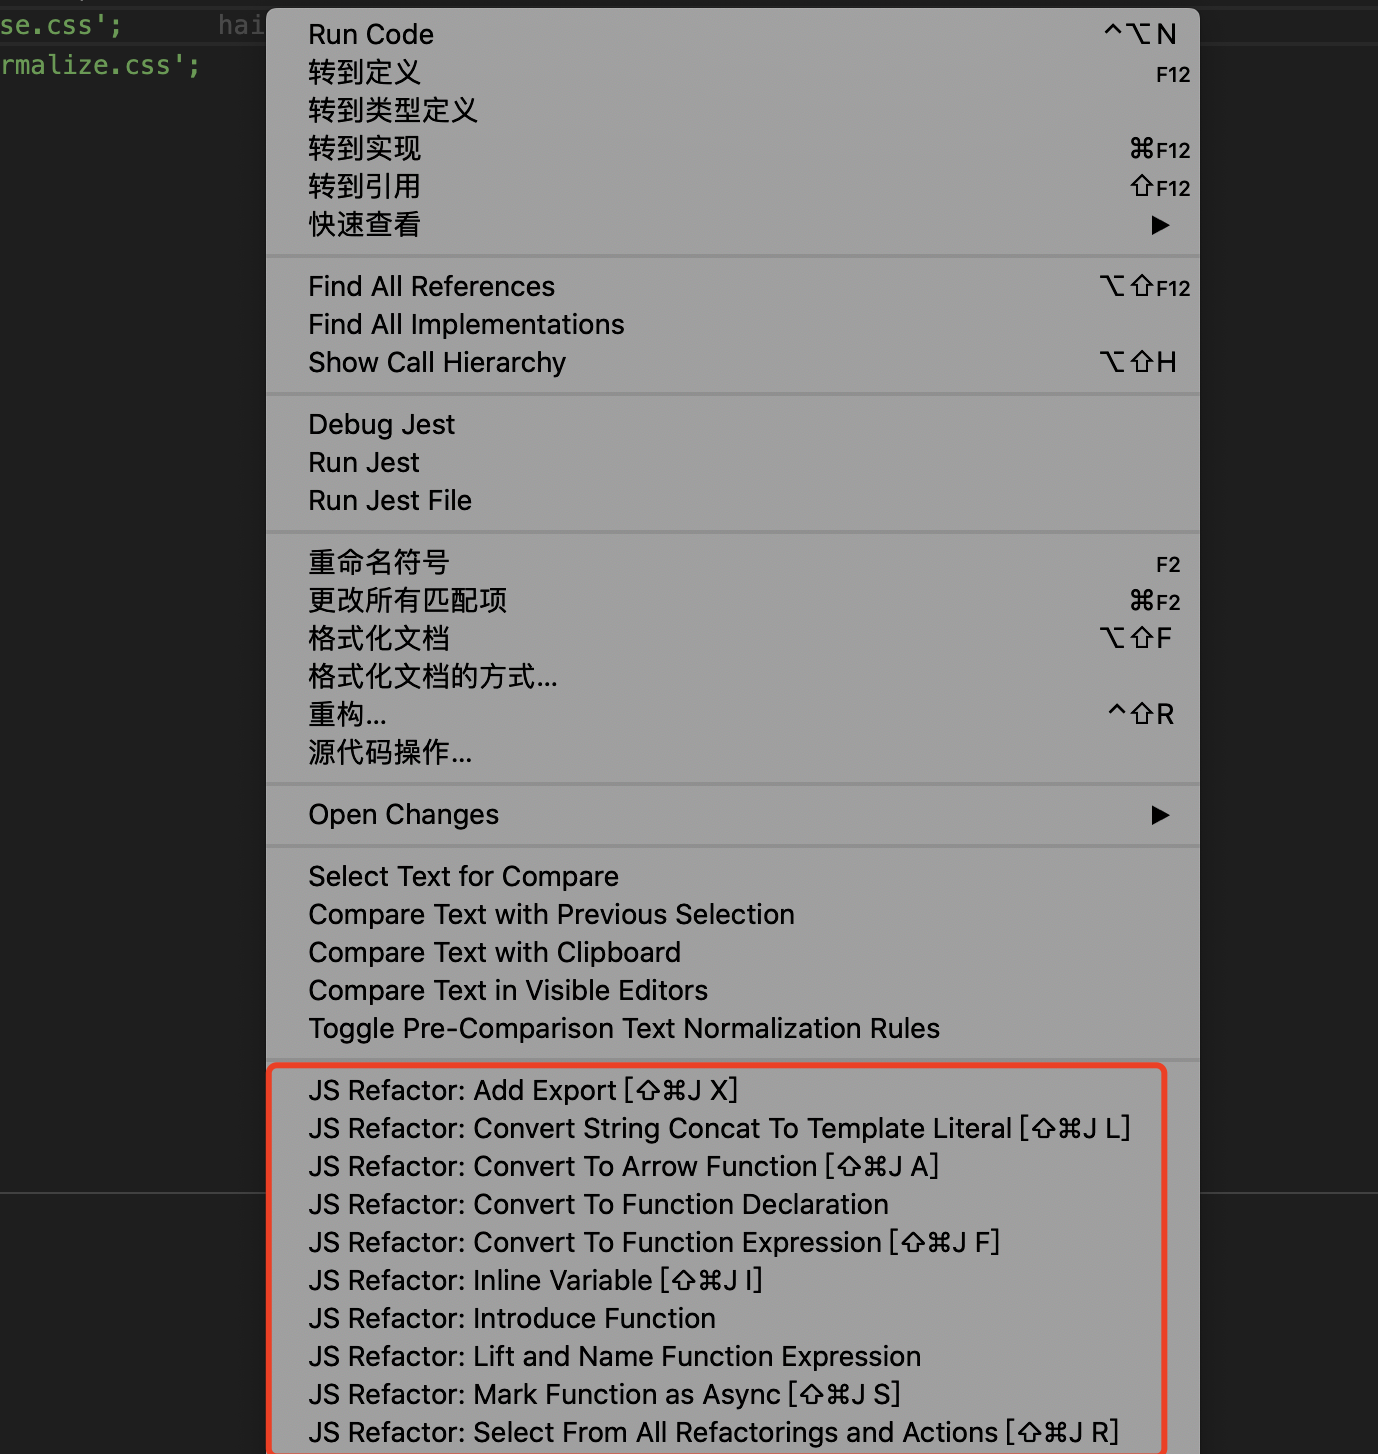 se.css'; hai
rmalize.css';
Run Code ^⌥N
转到定义 F12
转到类型定义
转到实现 ⌘F12
转到引用 ⇧F12
快速查看 ▶
Find All References ⌥⇧F12
Find All Implementations
Show Call Hierarchy ⌥⇧H
Debug Jest
Run Jest
Run Jest File
重命名符号 F2
更改所有匹配项 ⌘F2
格式化文档 ⌥⇧F
格式化文档的方式...
重构... ^⇧R
源代码操作...
Open Changes ▶
Select Text for Compare
Compare Text with Previous Selection
Compare Text with Clipboard
Compare Text in Visible Editors
Toggle Pre-Comparison Text Normalization Rules
JS Refactor: Add Export [⇧⌘J X]
JS Refactor: Convert String Concat To Template Literal [⇧⌘J L]
JS Refactor: Convert To Arrow Function [⇧⌘J A]
JS Refactor: Convert To Function Declaration
JS Refactor: Convert To Function Expression [⇧⌘J F]
JS Refactor: Inline Variable [⇧⌘J I]
JS Refactor: Introduce Function
JS Refactor: Lift and Name Function Expression
JS Refactor: Mark Function as Async [⇧⌘J S]
JS Refactor: Select From All Refactorings and Actions [⇧⌘J R]